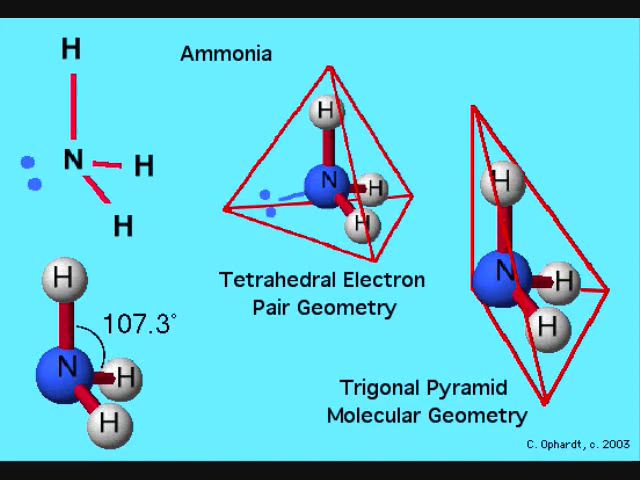 Ammonia
H
N
H
H
H
N
H
H
Tetrahedral Electron
Pair Geometry
H
N
H
H
107.3°
H
N
H
H
Trigonal Pyramid
Molecular Geometry
C. Ophardt, c. 2003